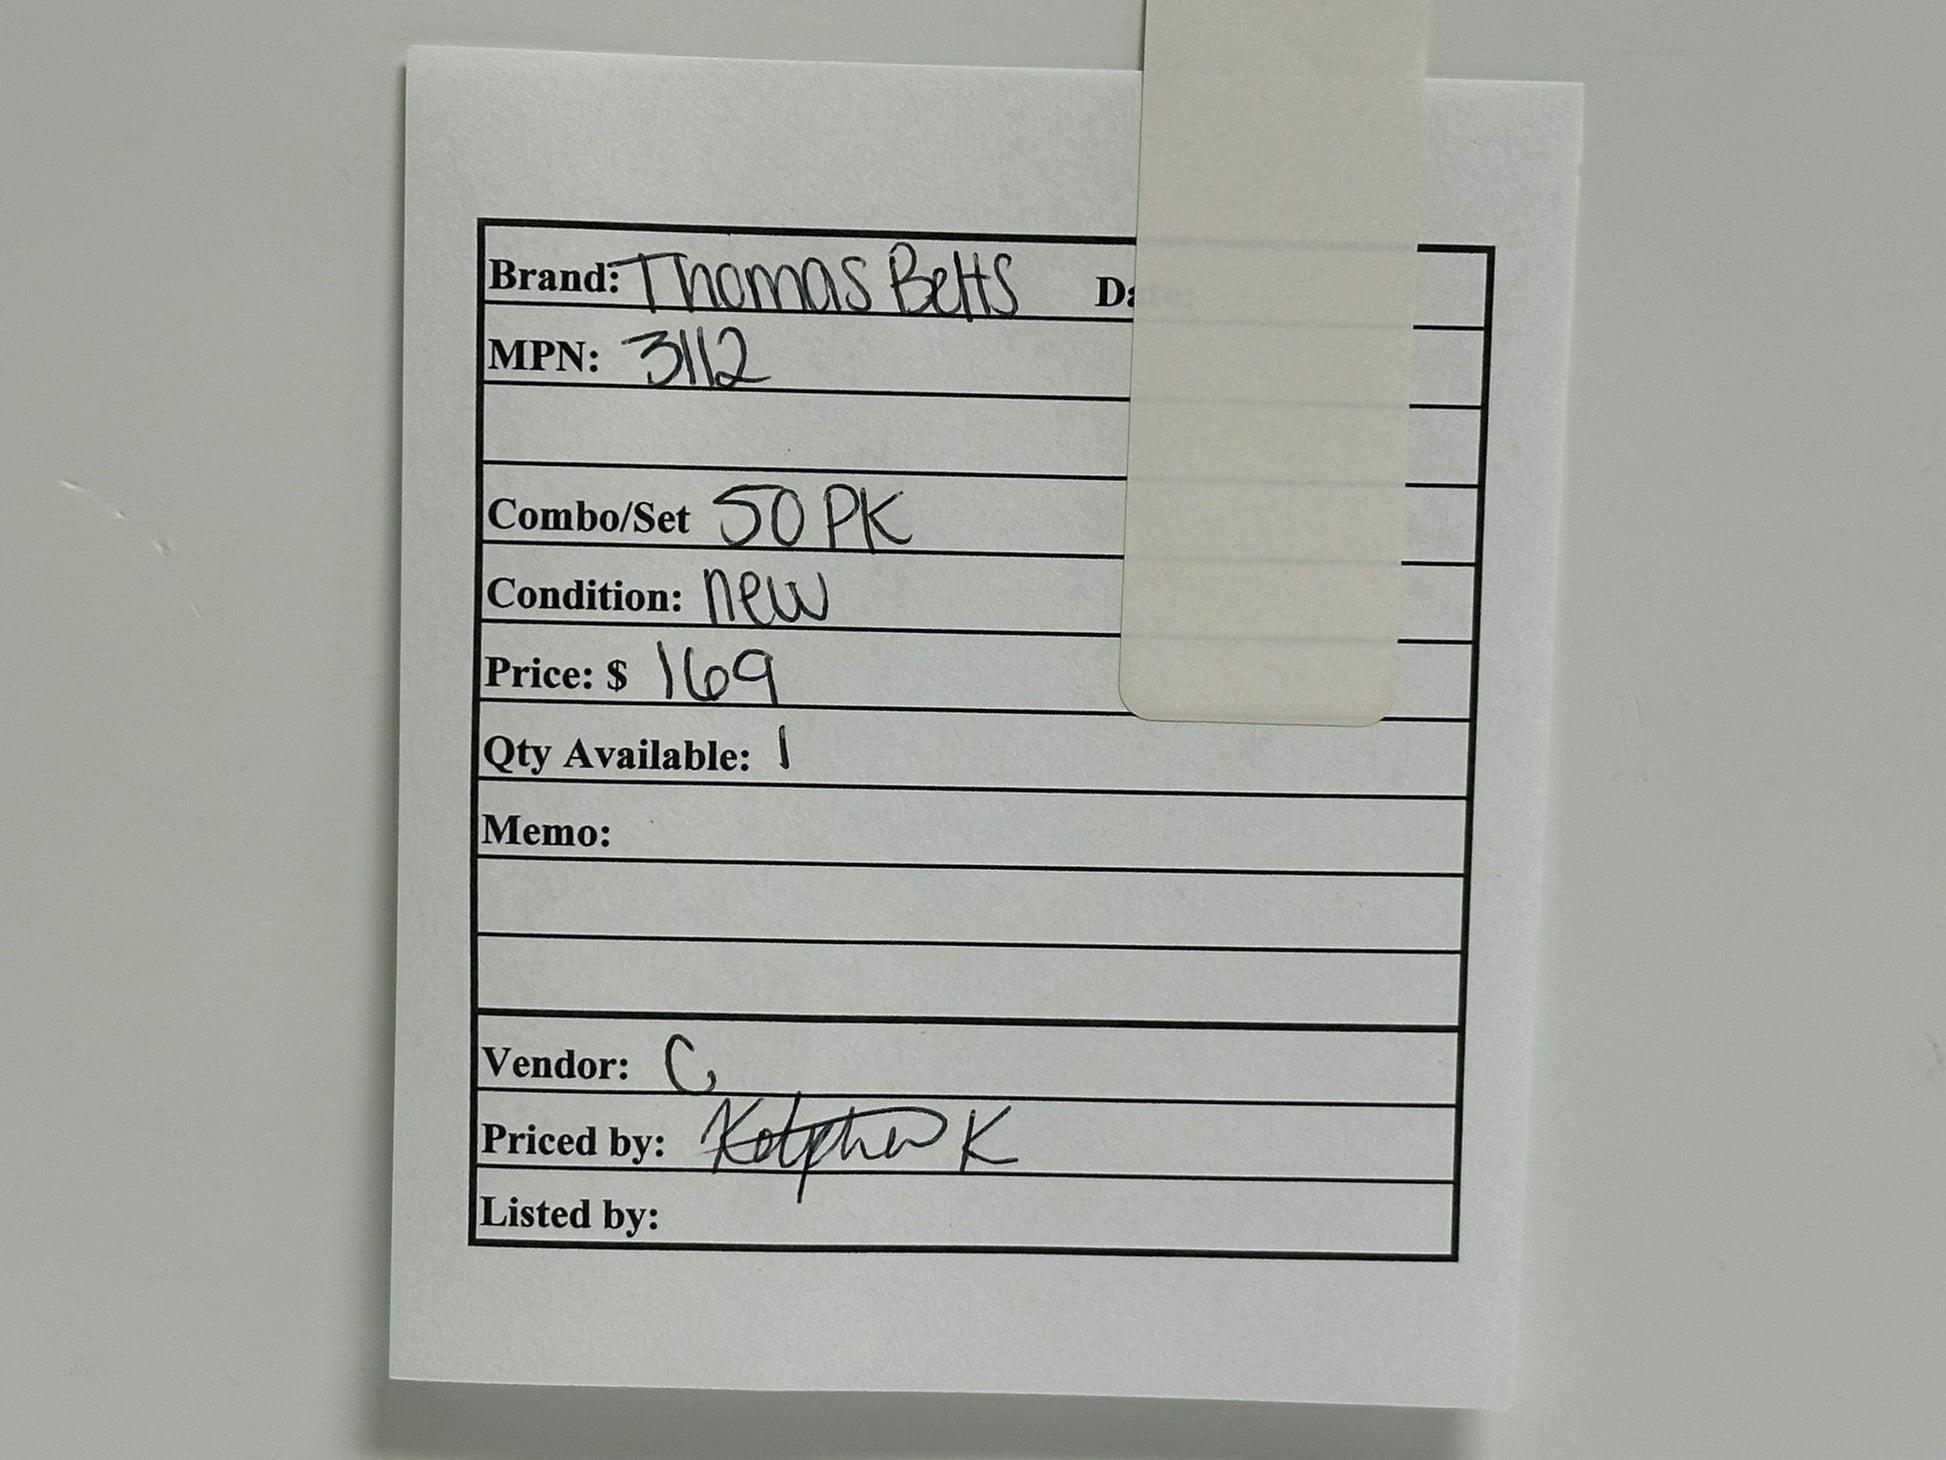 Brand: Thomas Betts Date:
MPN: 3112
Combo/Set 50 PK
Condition: new
Price: $ 169
Qty Available: 1
Memo:
Vendor: C
Priced by: K
Listed by: